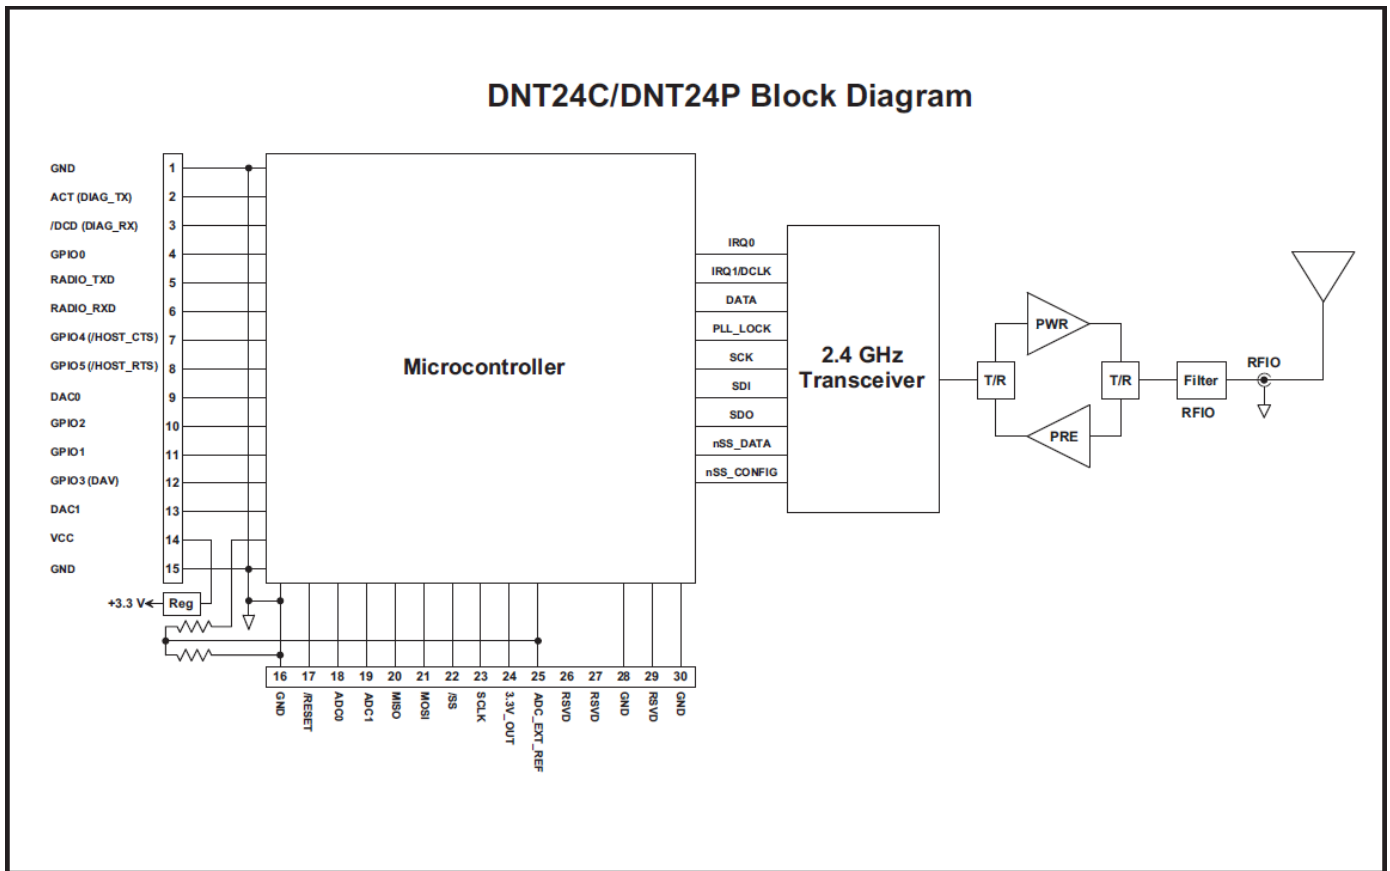 DNT24C/DNT24P Block Diagram
GND 1
ACT (DIAG_TX) 2
/DCD (DIAG_RX) 3
GPIO0 4
RADIO_TXD 5
RADIO_RXD 6
GPIO4 (/HOST_CTS) 7
GPIO5 (/HOST_RTS) 8
DAC0 9
GPIO2 10
GPIO1 11
GPIO3 (DAV) 12
DAC1 13
VCC 14
GND 15
+3.3 V
Reg
Microcontroller
IRQ0
IRQ1/DCLK
DATA
PLL_LOCK
SCK
SDI
SDO
nSS_DATA
nSS_CONFIG
2.4 GHz
Transceiver
T/R
PWR
PRE
T/R
Filter
RFIO
RFIO
16 17 18 19 20 21 22 23 24 25 26 27 28 29 30
GND
/RESET
ADC0
ADC1
MISO
MOSI
/SS
SCLK
3.3V_OUT
ADC_EXT_REF
RSVD
RSVD
GND
RSVD
GND